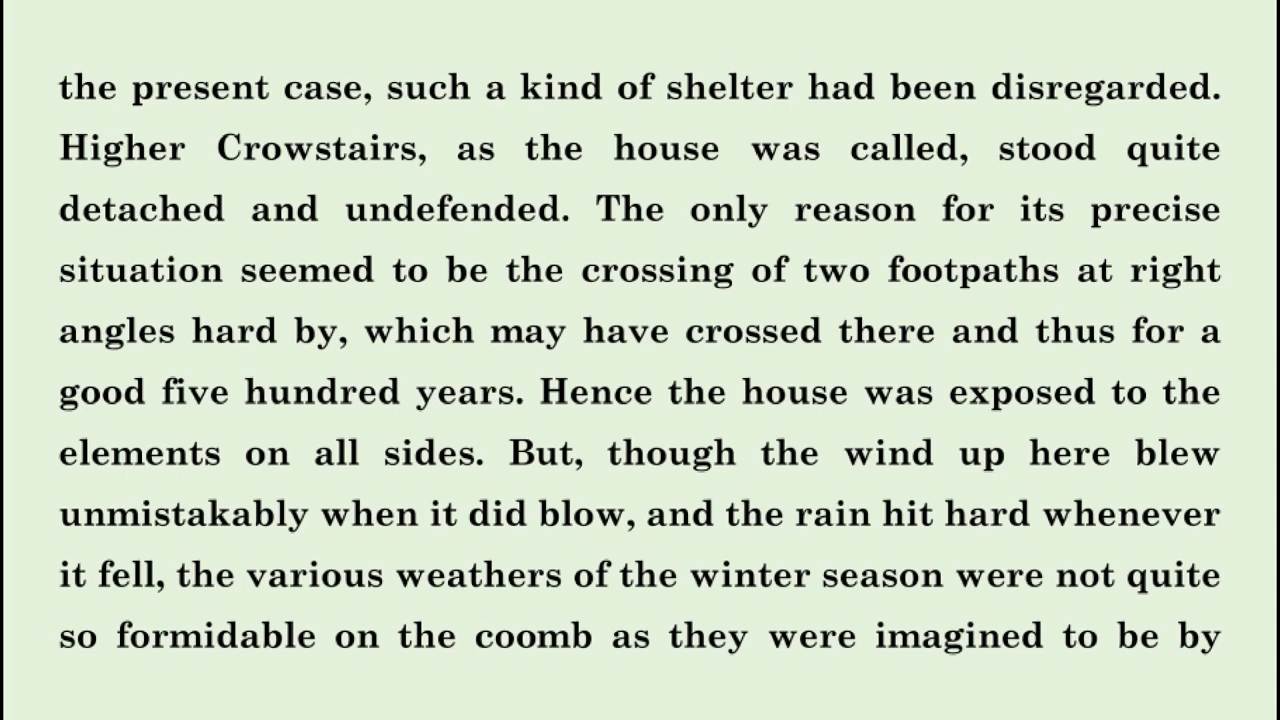 the present case, such a kind of shelter had been disregarded.
Higher Crowstairs, as the house was called, stood quite
detached and undefended. The only reason for its precise
situation seemed to be the crossing of two footpaths at right
angles hard by, which may have crossed there and thus for a
good five hundred years. Hence the house was exposed to the
elements on all sides. But, though the wind up here blew
unmistakably when it did blow, and the rain hit hard whenever
it fell, the various weathers of the winter season were not quite
so formidable on the coomb as they were imagined to be by